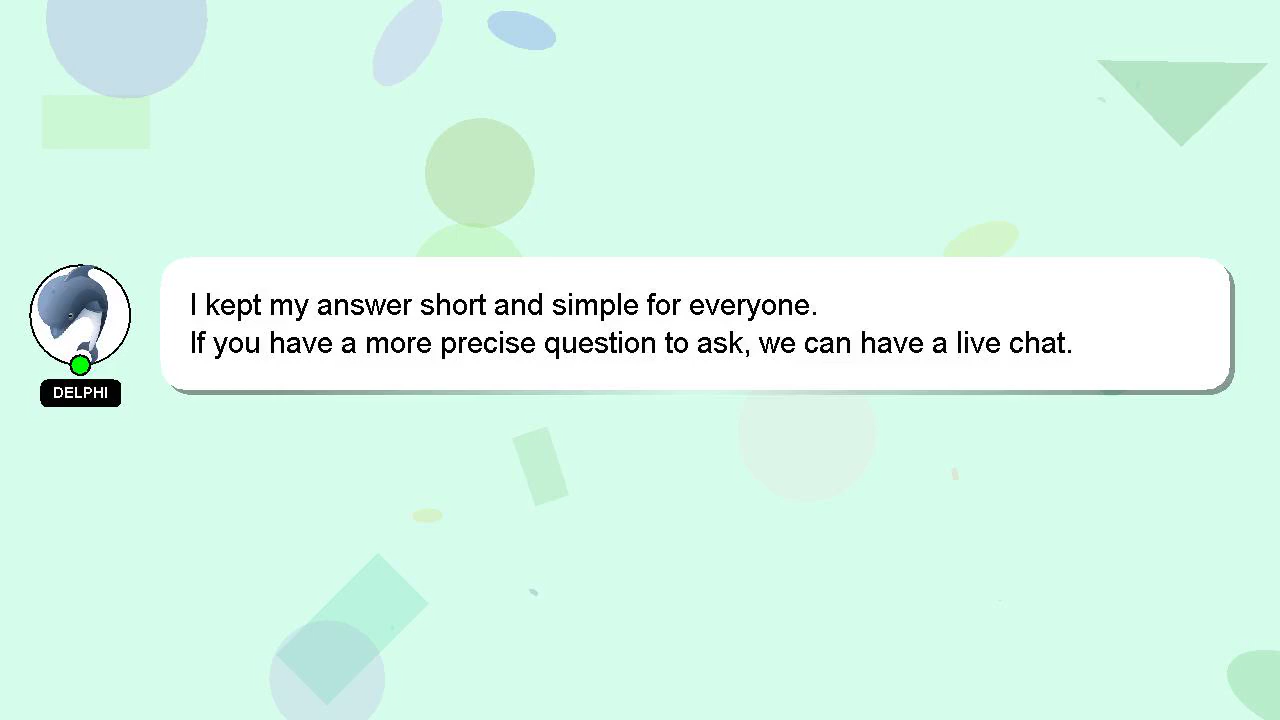 I kept my answer short and simple for everyone.
If you have a more precise question to ask, we can have a live chat.
DELPHI